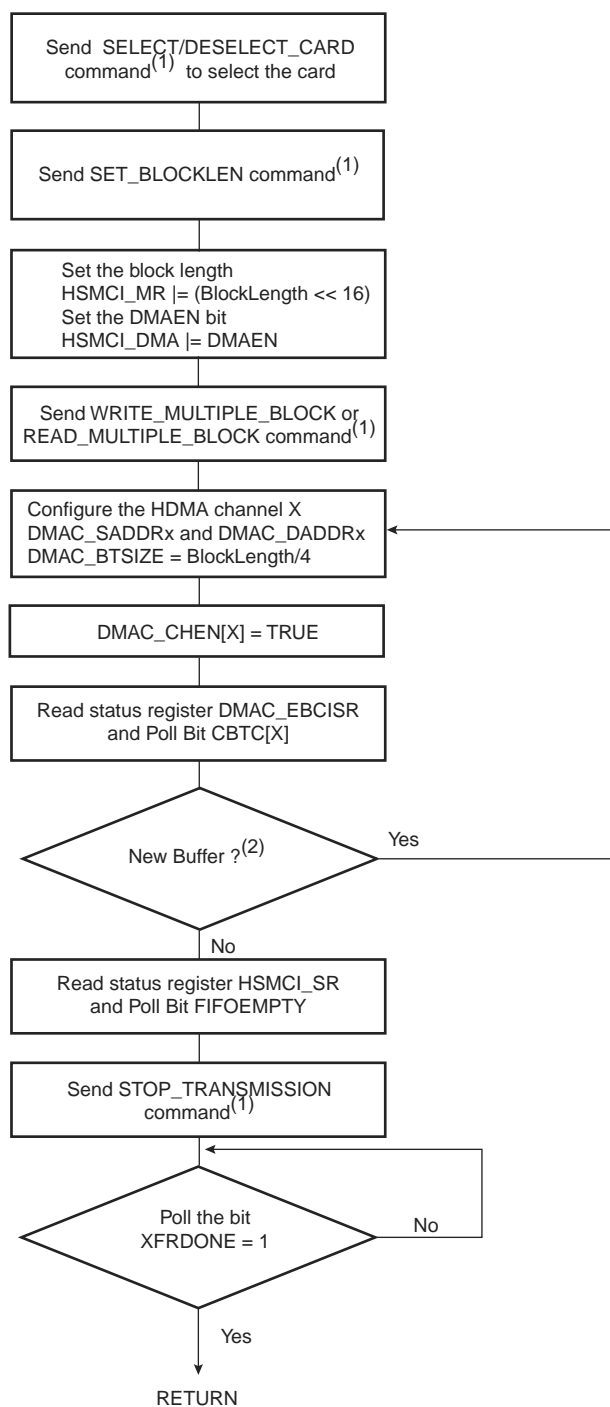 Send SELECT/DESELECT_CARD
command(1) to select the card
Send SET_BLOCKLEN command(1)
Set the block length
HSMCI_MR |= (BlockLength << 16)
Set the DMAEN bit
HSMCI_DMA |= DMAEN
Send WRITE_MULTIPLE_BLOCK or
READ_MULTIPLE_BLOCK command(1)
Configure the HDMA channel X
DMAC_SADDRx and DMAC_DADDRx
DMAC_BTSIZE = BlockLength/4
DMAC_CHEN[X] = TRUE
Read status register DMAC_EBCISR
and Poll Bit CBTC[X]
New Buffer ?(2)
Yes
No
Read status register HSMCI_SR
and Poll Bit FIFOEMPTY
Send STOP_TRANSMISSION
command(1)
Poll the bit
XFRDONE = 1
No
Yes
RETURN